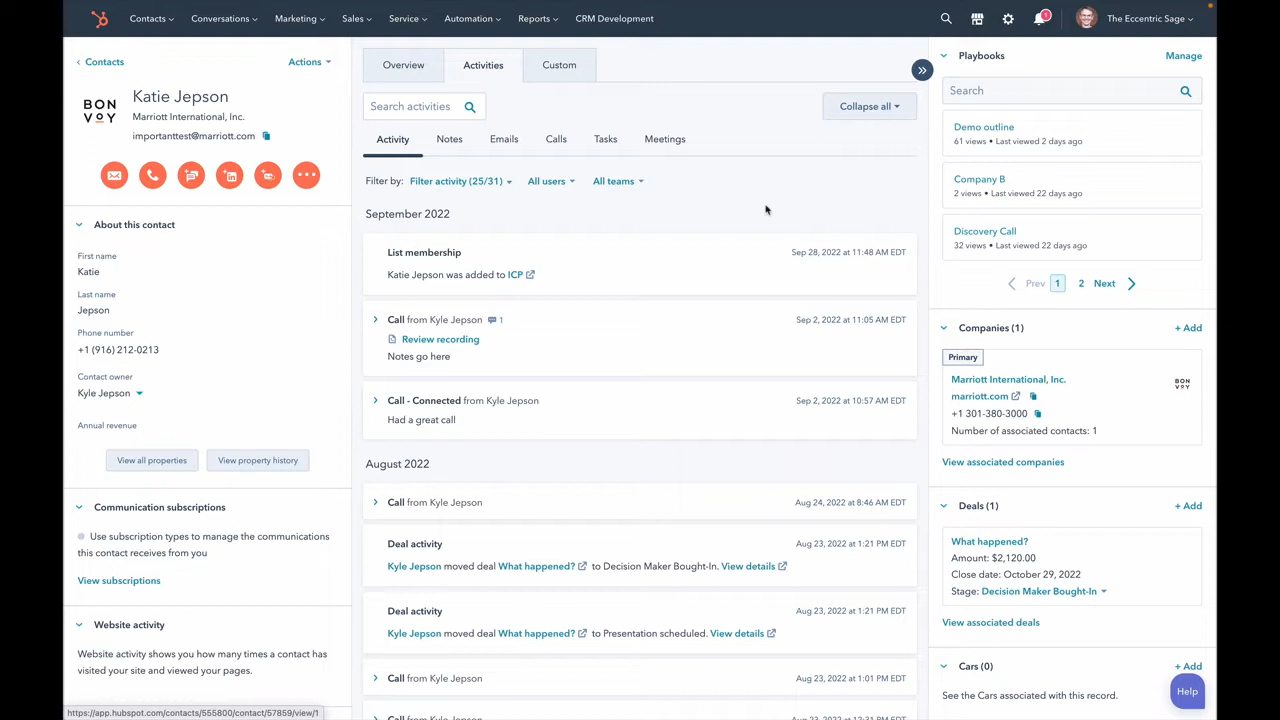 Contacts
Conversations
Marketing
Sales
Service
Automation
Reports
CRM Development
1
The Eccentric Sage
Contacts
Actions
BON
VOY
Katie Jepson
Marriott International, Inc.
importanttest@marriott.com
About this contact
First name
Katie
Last name
Jepson
Phone number
+1 (916) 212-0213
Contact owner
Kyle Jepson
Annual revenue
View all properties
View property history
Communication subscriptions
Use subscription types to manage the communications
this contact receives from you
View subscriptions
Website activity
Website activity shows you how many times a contact has
visited your site and viewed your pages.
https://app.hubspot.com/contacts/555800/contact/57859/view/1
Overview
Activities
Custom
Search activities
Collapse all
Activity
Notes
Emails
Calls
Tasks
Meetings
Filter by: Filter activity (25/31) All users All teams
September 2022
List membership
Sep 28, 2022 at 11:48 AM EDT
Katie Jepson was added to ICP
Call from Kyle Jepson 1
Sep 2, 2022 at 11:05 AM EDT
Review recording
Notes go here
Call - Connected from Kyle Jepson
Sep 2, 2022 at 10:57 AM EDT
Had a great call
August 2022
Call from Kyle Jepson
Aug 24, 2022 at 8:46 AM EDT
Deal activity
Aug 23, 2022 at 1:21 PM EDT
Kyle Jepson moved deal What happened? to Decision Maker Bought-In. View details
Deal activity
Aug 23, 2022 at 1:21 PM EDT
Kyle Jepson moved deal What happened? to Presentation scheduled. View details
Call from Kyle Jepson
Aug 23, 2022 at 1:01 PM EDT
Call from Kyle Jepson
Aug 23, 2022 at 12:31 PM EDT
Playbooks
Manage
Search
Demo outline
61 views • Last viewed 2 days ago
Company B
2 views • Last viewed 22 days ago
Discovery Call
32 views • Last viewed 22 days ago
Prev 1 2 Next
Companies (1)
+ Add
Primary
Marriott International, Inc.
BON
VOY
marriott.com
+1 301-380-3000
Number of associated contacts: 1
View associated companies
Deals (1)
+ Add
What happened?
Amount: $2,120.00
Close date: October 29, 2022
Stage: Decision Maker Bought-In
View associated deals
Cars (0)
+ Add
See the Cars associated with this record.
Help